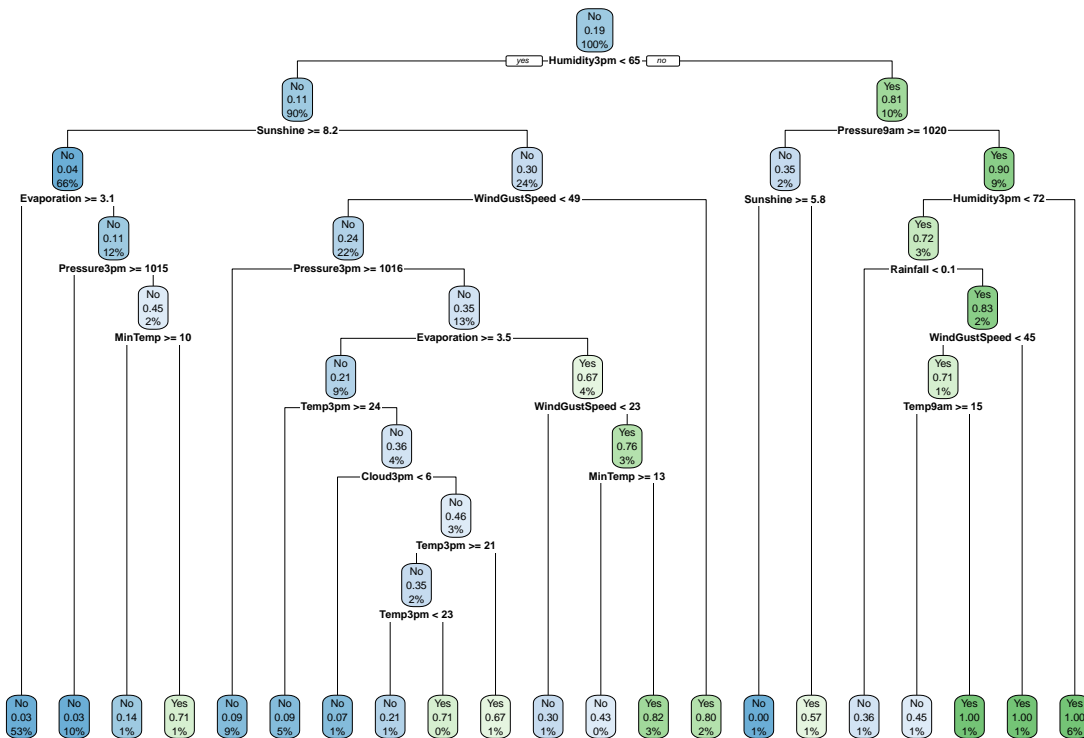 No
0.19
100%
yes Humidity3pm < 65 no
No
0.11
90%
Yes
0.81
10%
Sunshine >= 8.2
Pressure9am >= 1020
No
0.04
66%
No
0.30
24%
No
0.35
2%
Yes
0.90
9%
Evaporation >= 3.1
WindGustSpeed < 49
Sunshine >= 5.8
Humidity3pm < 72
No
0.11
12%
No
0.24
22%
Yes
0.72
3%
Pressure3pm >= 1015
Pressure3pm >= 1016
Rainfall < 0.1
No
0.45
2%
No
0.35
13%
Yes
0.83
2%
MinTemp >= 10
Evaporation >= 3.5
WindGustSpeed < 45
No
0.21
9%
Yes
0.67
4%
Yes
0.71
1%
Temp3pm >= 24
WindGustSpeed < 23
Temp9am >= 15
No
0.36
4%
Yes
0.76
3%
Cloud3pm < 6
MinTemp >= 13
No
0.46
3%
Temp3pm >= 21
No
0.35
2%
Temp3pm < 23
No
0.03
53%
No
0.03
10%
No
0.14
1%
Yes
0.71
1%
No
0.09
9%
No
0.09
5%
No
0.07
1%
No
0.21
1%
Yes
0.71
0%
Yes
0.67
1%
No
0.30
1%
No
0.43
0%
Yes
0.82
3%
Yes
0.80
2%
No
0.00
1%
Yes
0.57
1%
No
0.36
1%
No
0.45
1%
Yes
1.00
1%
Yes
1.00
1%
Yes
1.00
6%